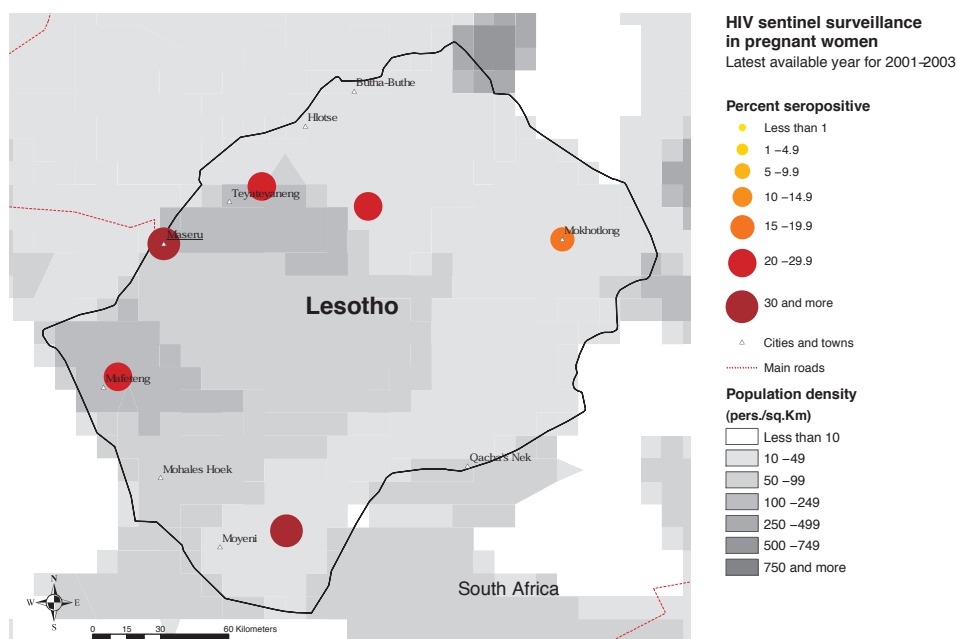 Butha-Buthe
Hlotse
Teyateyaneng
Maseru
Mokhotlong
Lesotho
Mafeteng
Mohales Hoek
Qacha's Nek
Moyeni
South Africa
N
W E
S
0 15 30 60 Kilometers
HIV sentinel surveillance
in pregnant women
Latest available year for 2001-2003
Percent seropositive
Less than 1
1 –4.9
5 –9.9
10 –14.9
15 –19.9
20 –29.9
30 and more
Cities and towns
Main roads
Population density
(pers./sq.Km)
Less than 10
10 –49
50 –99
100 –249
250 –499
500 –749
750 and more